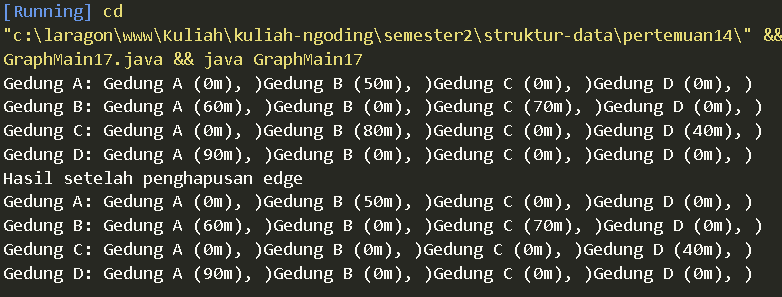 [Running] cd
"c:\laragon\www\Kuliah\kuliah-ngoding\semester2\struktur-data\pertemuan14\" &&
GraphMain17.java && java GraphMain17
Gedung A: Gedung A (0m), )Gedung B (50m), )Gedung C (0m), )Gedung D (0m), )
Gedung B: Gedung A (60m), )Gedung B (0m), )Gedung C (70m), )Gedung D (0m), )
Gedung C: Gedung A (0m), )Gedung B (80m), )Gedung C (0m), )Gedung D (40m), )
Gedung D: Gedung A (90m), )Gedung B (0m), )Gedung C (0m), )Gedung D (0m), )
Hasil setelah penghapusan edge
Gedung A: Gedung A (0m), )Gedung B (50m), )Gedung C (0m), )Gedung D (0m), )
Gedung B: Gedung A (60m), )Gedung B (0m), )Gedung C (70m), )Gedung D (0m), )
Gedung C: Gedung A (0m), )Gedung B (0m), )Gedung C (0m), )Gedung D (40m), )
Gedung D: Gedung A (90m), )Gedung B (0m), )Gedung C (0m), )Gedung D (0m), )